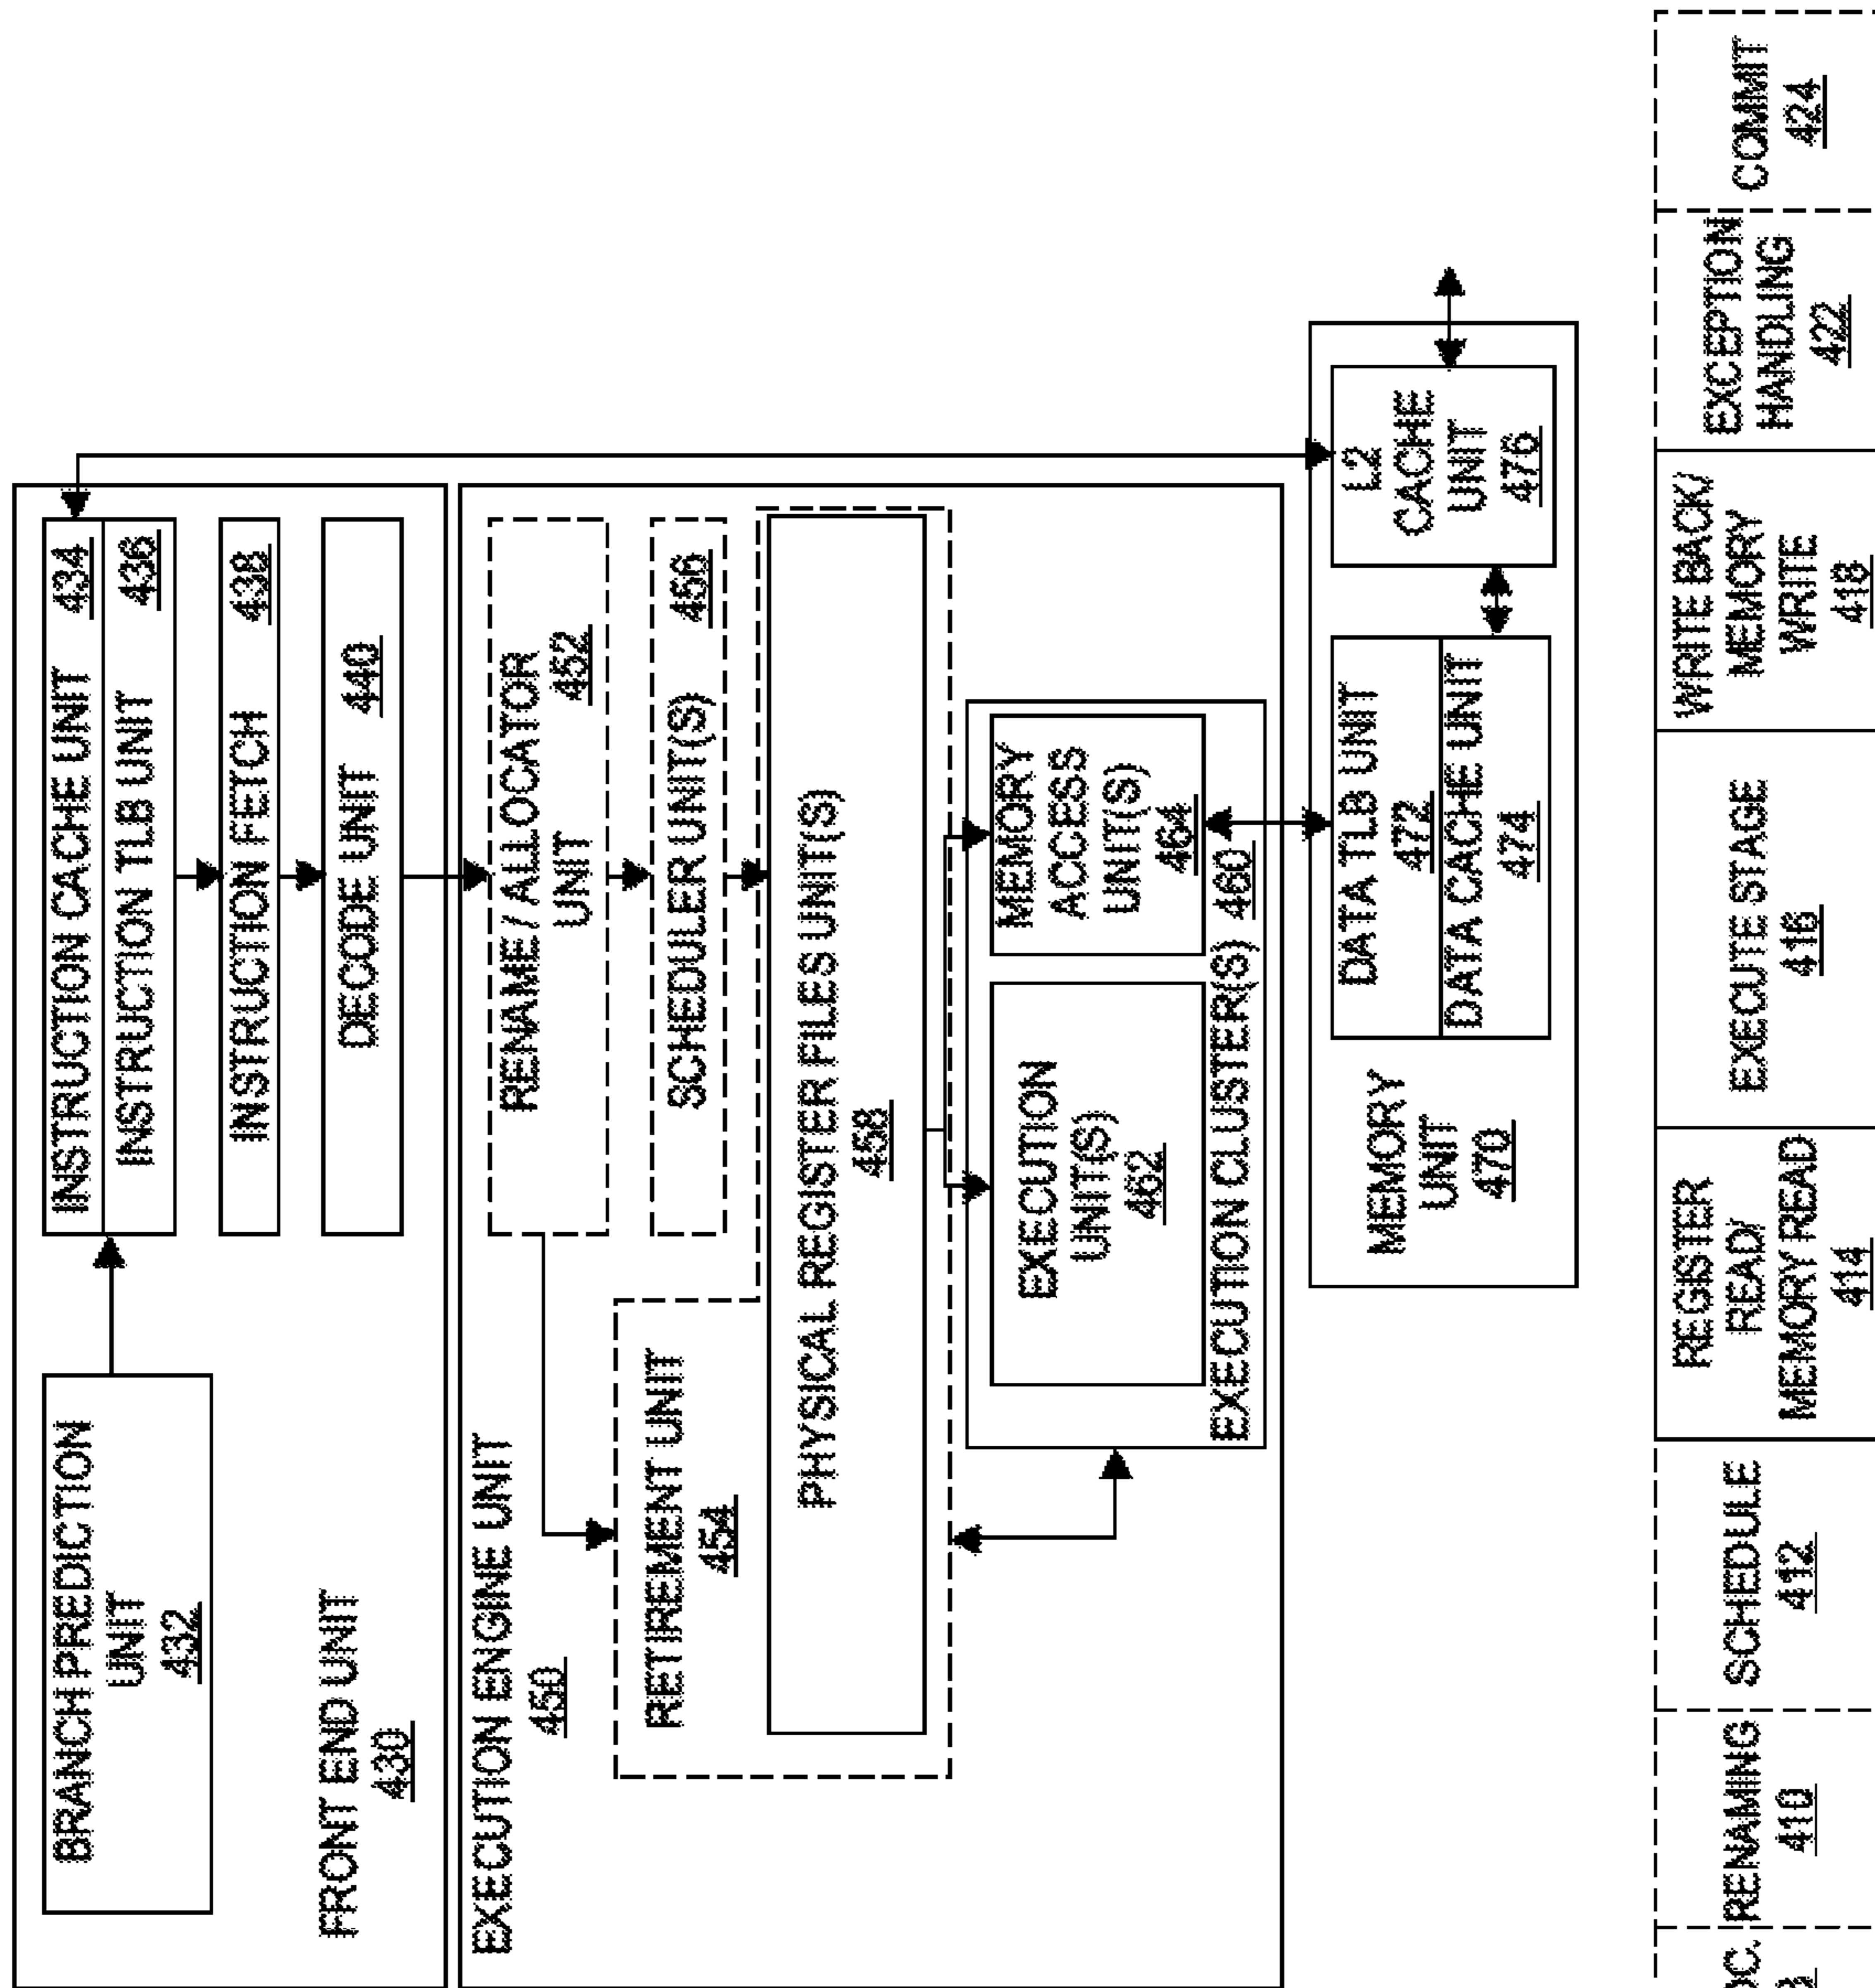 BRANCH PREDICTION
UNIT
432
INSTRUCTION CACHE UNIT 434
INSTRUCTION TLB UNIT 436
INSTRUCTION FETCH 438
DECODE UNIT 440
FRONT END UNIT
430
EXECUTION ENGINE UNIT
450
RENAME / ALLOCATOR
UNIT 452
SCHEDULER UNIT(S) 456
RETIREMENT UNIT
454
PHYSICAL REGISTER FILES UNIT(S)
458
EXECUTION
UNIT(S)
462
MEMORY
ACCESS
UNIT(S)
464
EXECUTION CLUSTER(S) 460
MEMORY
UNIT
470
DATA TLB UNIT
472
DATA CACHE UNIT
474
L2
CACHE
UNIT
476
RENAMING
410
SCHEDULE
412
REGISTER
READ/
MEMORY READ
414
EXECUTE STAGE
416
WRITE BACK/
MEMORY
WRITE
418
EXCEPTION
HANDLING
422
COMMIT
424